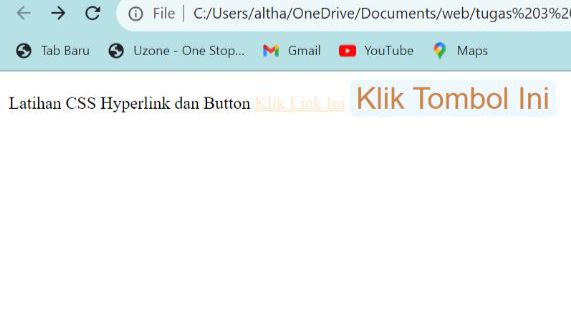 File | C:/Users/altha/OneDrive/Documents/web/tugas%203%2
Tab Baru Uzone - One Stop... Gmail YouTube Maps
Latihan CSS Hyperlink dan Button Klik Link Ini Klik Tombol Ini